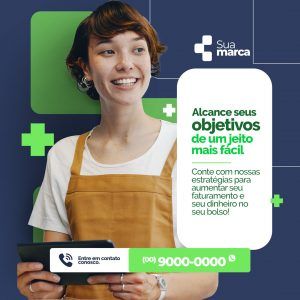 Sua
marca
Alcance seus
objetivos
de um jeito
mais fácil
Conte com nossas
estratégias para
aumentar seu
faturamento e
seu dinheiro no
seu bolso!
Entre em contato
conosco.
(00) 9000-0000